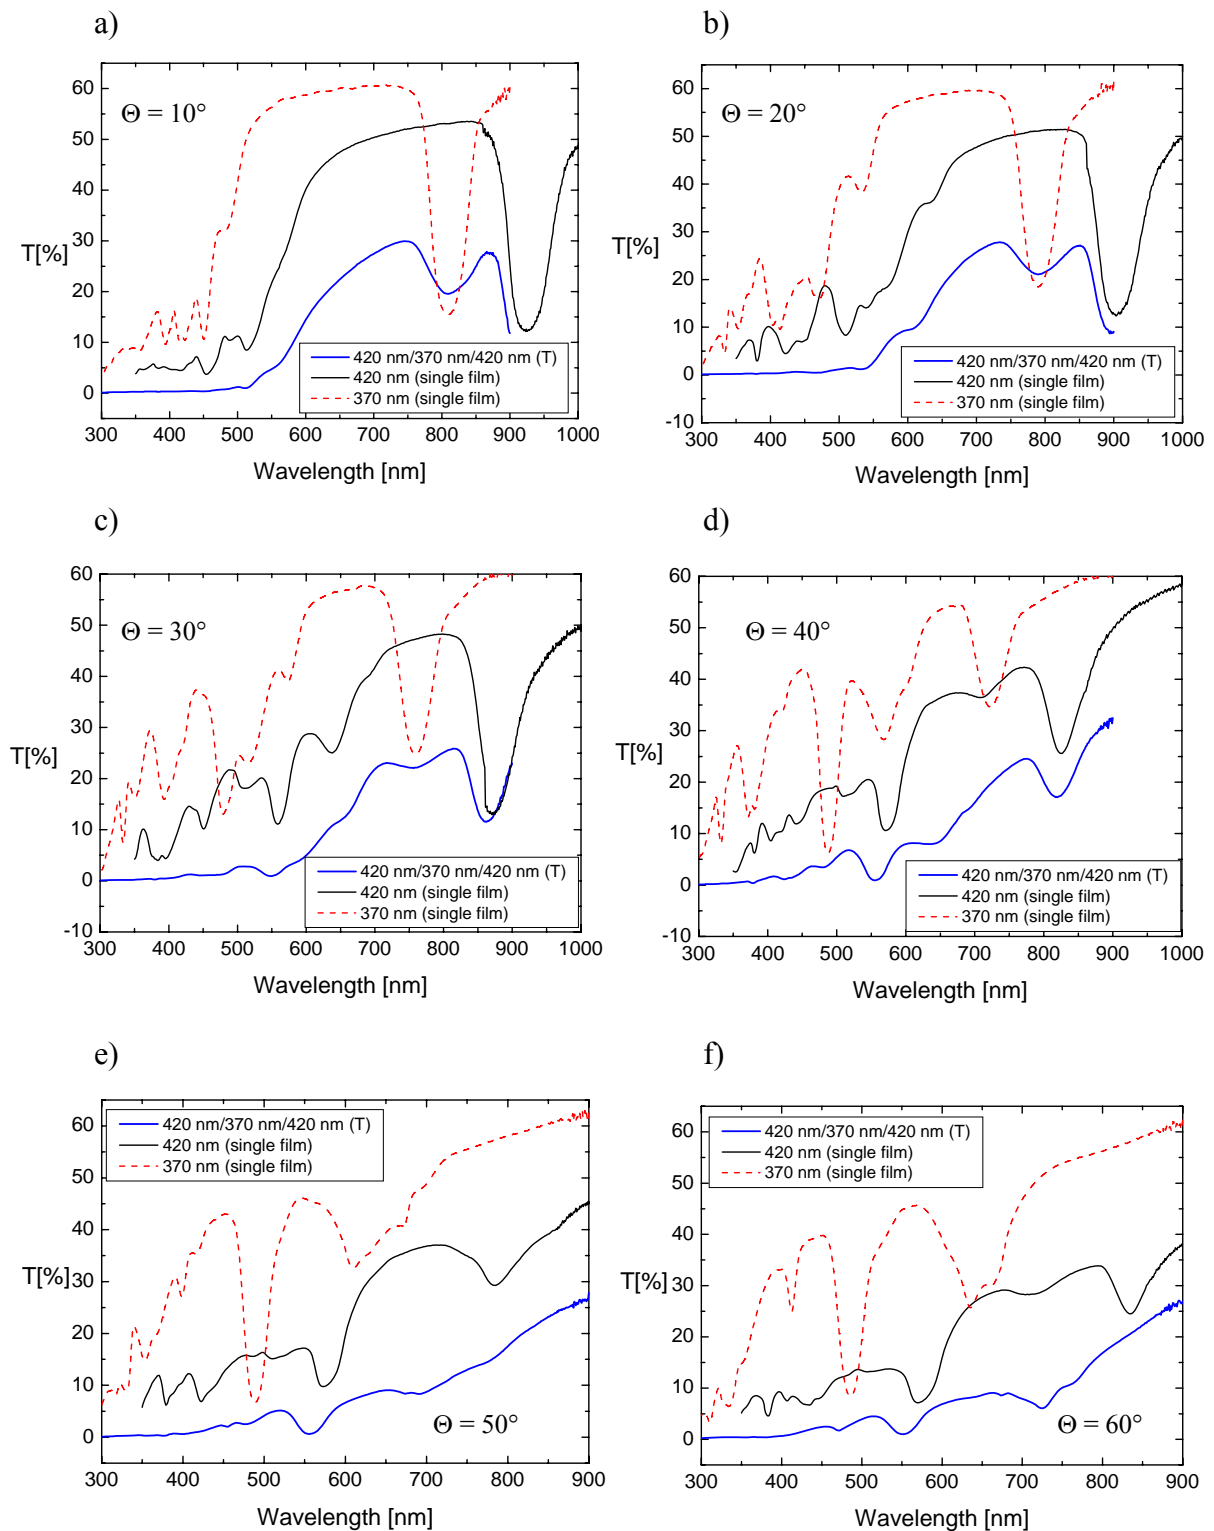 a)
60
50
40
30
20
10
0
T[%]
Θ = 10°
420 nm/370 nm/420 nm (T)
420 nm (single film)
370 nm (single film)
300 400 500 600 700 800 900 1000
Wavelength [nm]
b)
60
50
40
30
20
10
0
-10
T[%]
Θ = 20°
420 nm/370 nm/420 nm (T)
420 nm (single film)
370 nm (single film)
300 400 500 600 700 800 900 1000
Wavelength [nm]
c)
60
50
40
30
20
10
0
-10
T[%]
Θ = 30°
420 nm/370 nm/420 nm (T)
420 nm (single film)
370 nm (single film)
300 400 500 600 700 800 900 1000
Wavelength [nm]
d)
60
50
40
30
20
10
0
-10
T[%]
Θ = 40°
420 nm/370 nm/420 nm (T)
420 nm (single film)
370 nm (single film)
300 400 500 600 700 800 900 1000
Wavelength [nm]
e)
60
50
40
30
20
10
0
T[%]
420 nm/370 nm/420 nm (T)
420 nm (single film)
370 nm (single film)
Θ = 50°
300 400 500 600 700 800 900
Wavelength [nm]
f)
60
50
40
30
20
10
0
T[%]
420 nm/370 nm/420 nm (T)
420 nm (single film)
370 nm (single film)
Θ = 60°
300 400 500 600 700 800 900
Wavelength [nm]